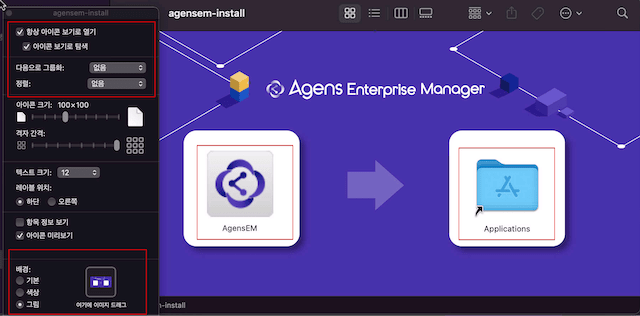 agensem-install
항상 아이콘 보기로 열기
아이콘 보기로 탐색
다음으로 그룹화: 없음
정렬: 없음
아이콘 크기: 100×100
격자 간격:
텍스트 크기: 12
레이블 위치:
하단 오른쪽
항목 정보 보기
아이콘 미리보기
배경:
기본
색상
그림
여기에 이미지 드래그
agensem-install
Agens Enterprise Manager
AgensEM
Applications
-install